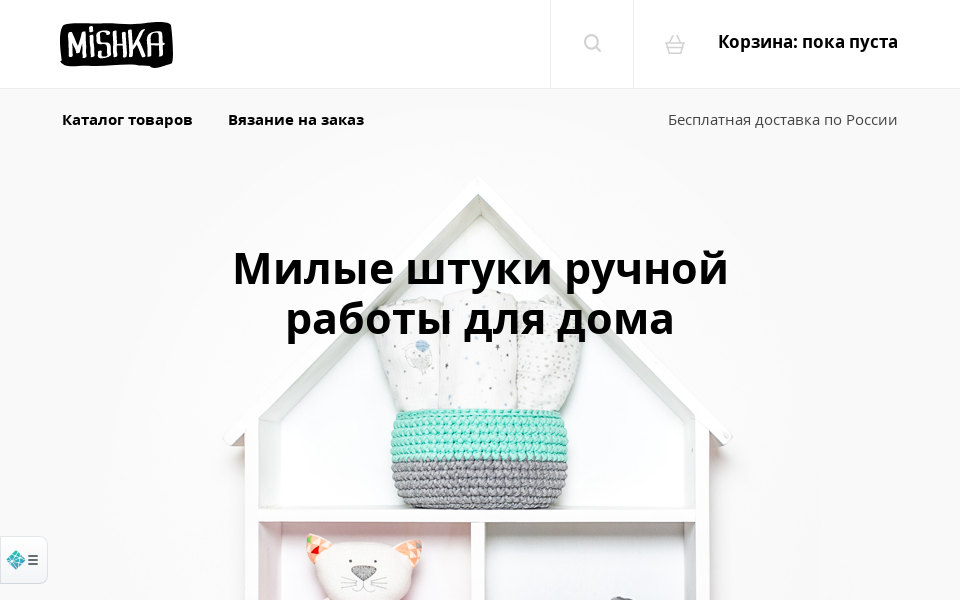 MiSHKA
Корзина: пока пуста
Каталог товаров
Вязание на заказ
Бесплатная доставка по России
Милые штуки ручной
работы для дома